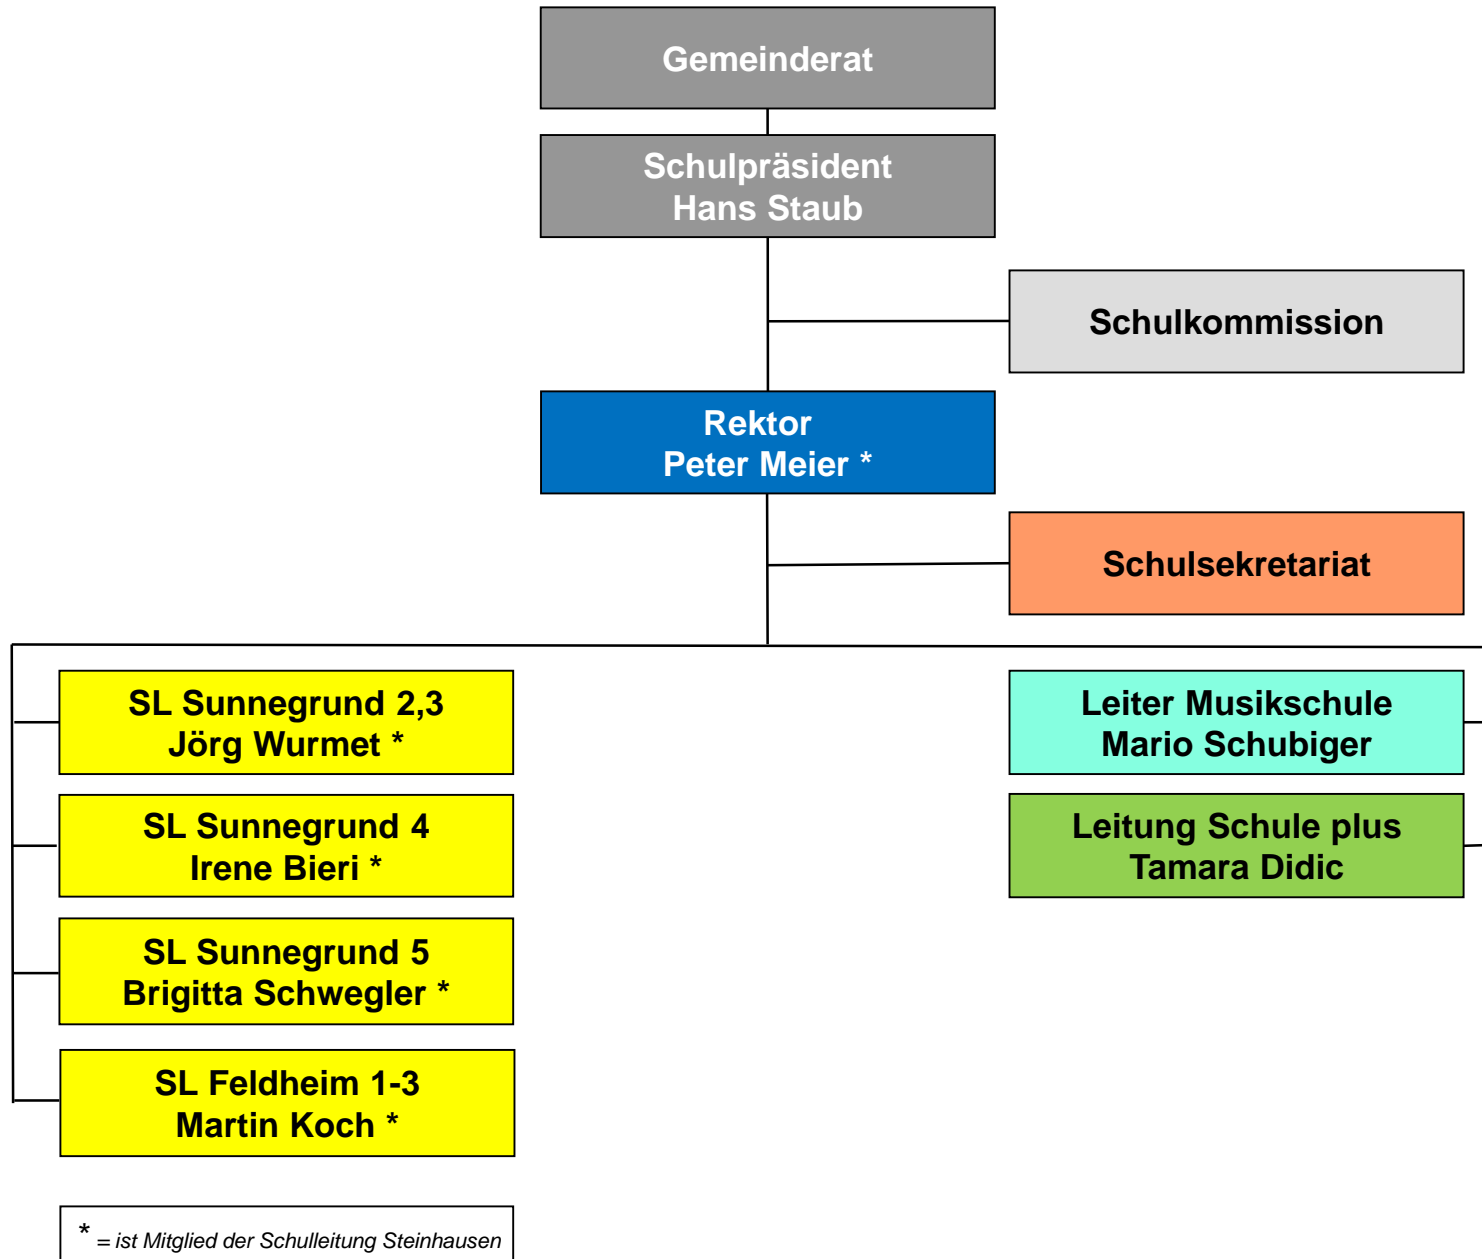 Gemeinderat
Schulpräsident
Hans Staub
Schulkommission
Rektor
Peter Meier *
Schulsekretariat
SL Sunnegrund 2,3
Jörg Wurmet *
SL Sunnegrund 4
Irene Bieri *
SL Sunnegrund 5
Brigitta Schwegler *
SL Feldheim 1-3
Martin Koch *
Leiter Musikschule
Mario Schubiger
Leitung Schule plus
Tamara Didic
* = ist Mitglied der Schulleitung Steinhausen